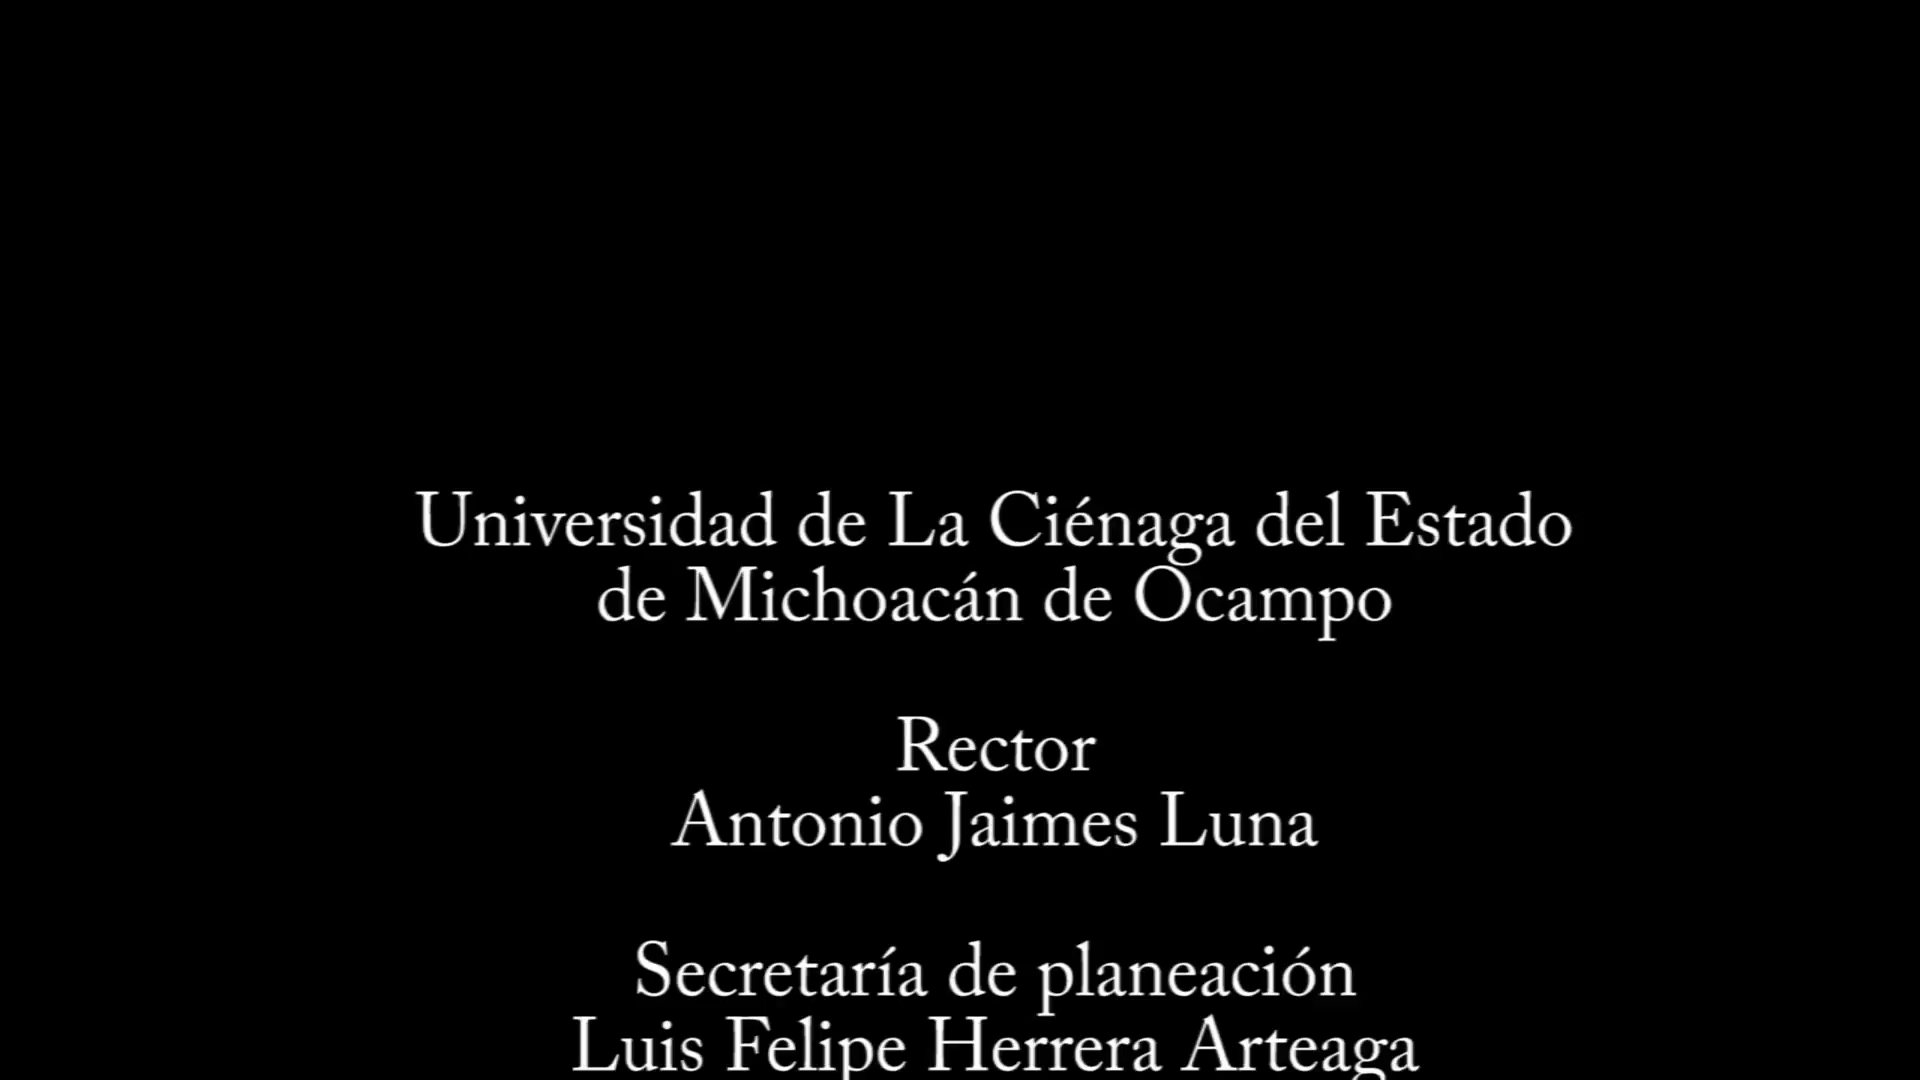 Universidad de La Ciénaga del Estado
de Michoacán de Ocampo
Rector
Antonio Jaimes Luna
Secretaría de planeación
Luis Felipe Herrera Arteaga